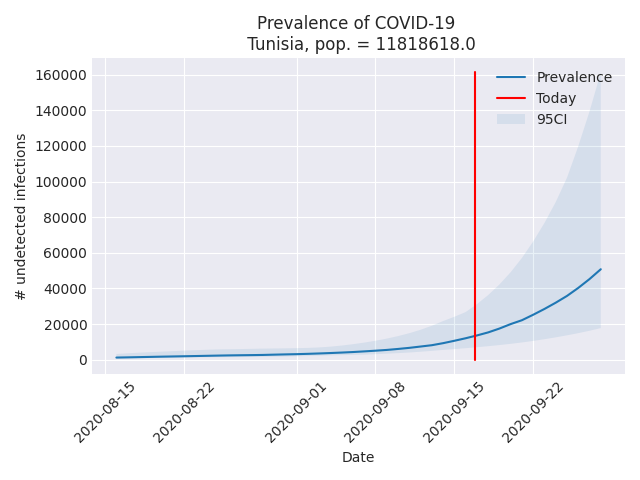 Prevalence of COVID-19
Tunisia, pop. = 11818618.0
160000
140000
120000
100000
80000
60000
40000
20000
0
# undetected infections
Prevalence
Today
95CI
2020-08-15
2020-08-22
2020-09-01
2020-09-08
2020-09-15
2020-09-22
Date